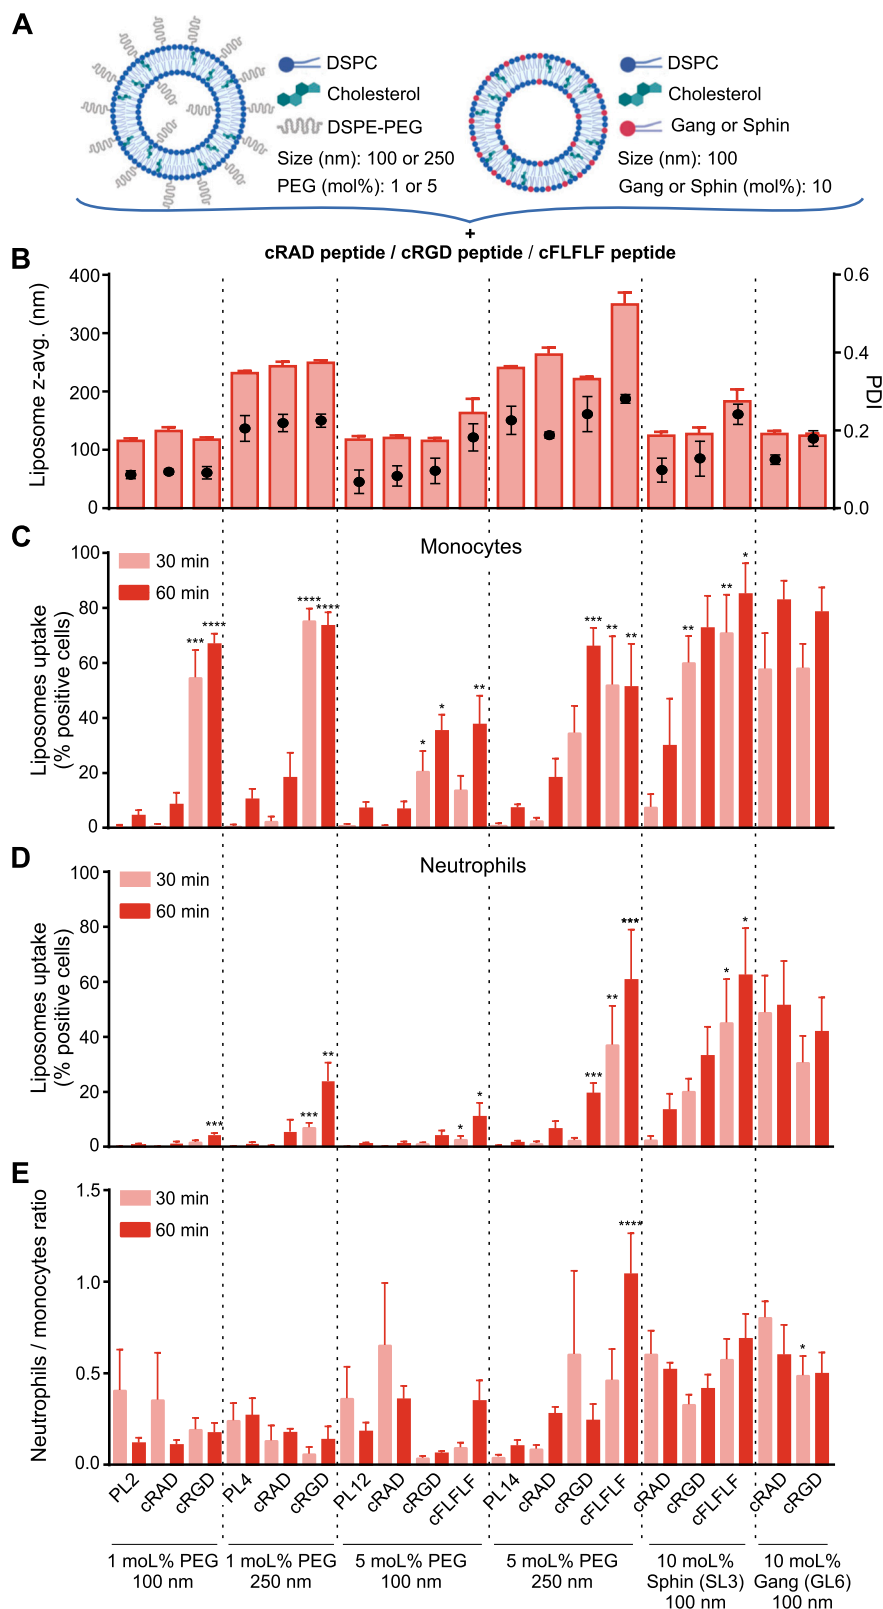 A
DSPC
Cholesterol
DSPE-PEG
Size (nm): 100 or 250
PEG (mol%): 1 or 5
DSPC
Cholesterol
Gang or Sphin
Size (nm): 100
Gang or Sphin (mol%): 10
+
cRAD peptide / cRGD peptide / cFLFLF peptide
B
Liposome z-avg. (nm)
400
300
200
100
0
0.6
0.4
0.2
0.0
PDI
C
Monocytes
30 min
60 min
Liposomes uptake
(% positive cells)
100
80
60
40
20
0
*** **** **** **** * * ** *** ** ** ** ** *
D
Neutrophils
30 min
60 min
Liposomes uptake
(% positive cells)
100
80
60
40
20
0
*** *** ** * * *** ** *** * *
E
30 min
60 min
Neutrophils / monocytes ratio
1.5
1.0
0.5
0.0
**** *
PL2 cRAD cRGD PL4 cRAD cRGD PL12 cRAD cRGD cFLFLF PL14 cRAD cRGD cFLFLF cRAD cRGD cFLFLF cRAD cRGD
1 moL% PEG
100 nm
1 moL% PEG
250 nm
5 moL% PEG
100 nm
5 moL% PEG
250 nm
10 moL%
Sphin (SL3)
100 nm
10 moL%
Gang (GL6)
100 nm